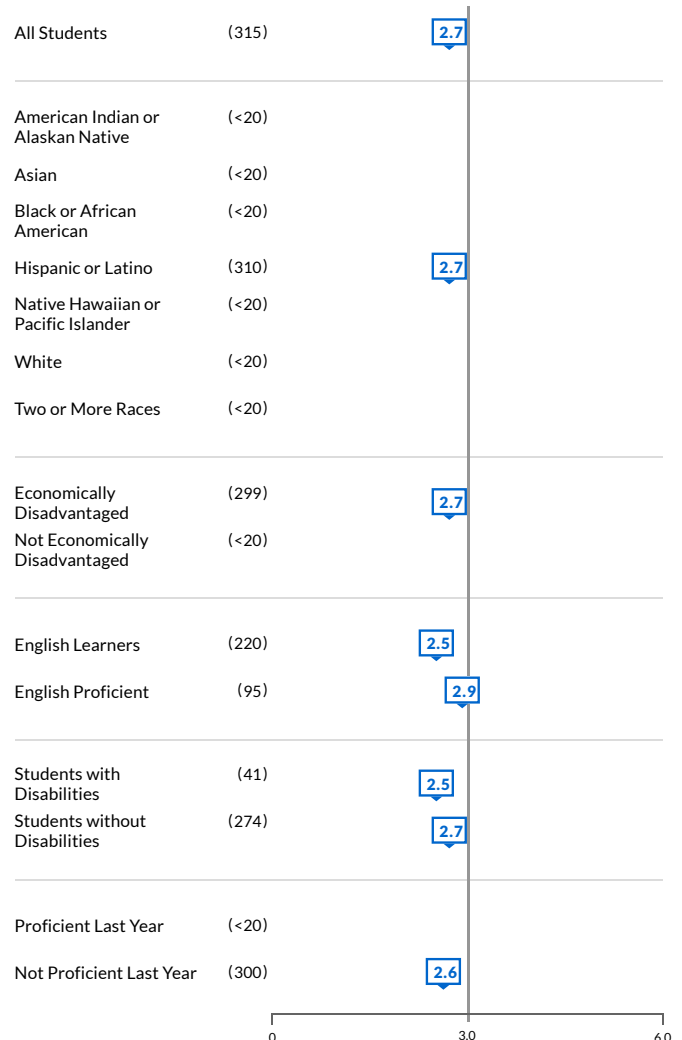 All Students (315) 2.7
American Indian or (<20)
Alaskan Native
Asian (<20)
Black or African (<20)
American
Hispanic or Latino (310) 2.7
Native Hawaiian or (<20)
Pacific Islander
White (<20)
Two or More Races (<20)
Economically (299) 2.7
Disadvantaged
Not Economically (<20)
Disadvantaged
English Learners (220) 2.5
English Proficient (95) 2.9
Students with (41) 2.5
Disabilities
Students without (274) 2.7
Disabilities
Proficient Last Year (<20)
Not Proficient Last Year (300) 2.6
0 3.0 6.0